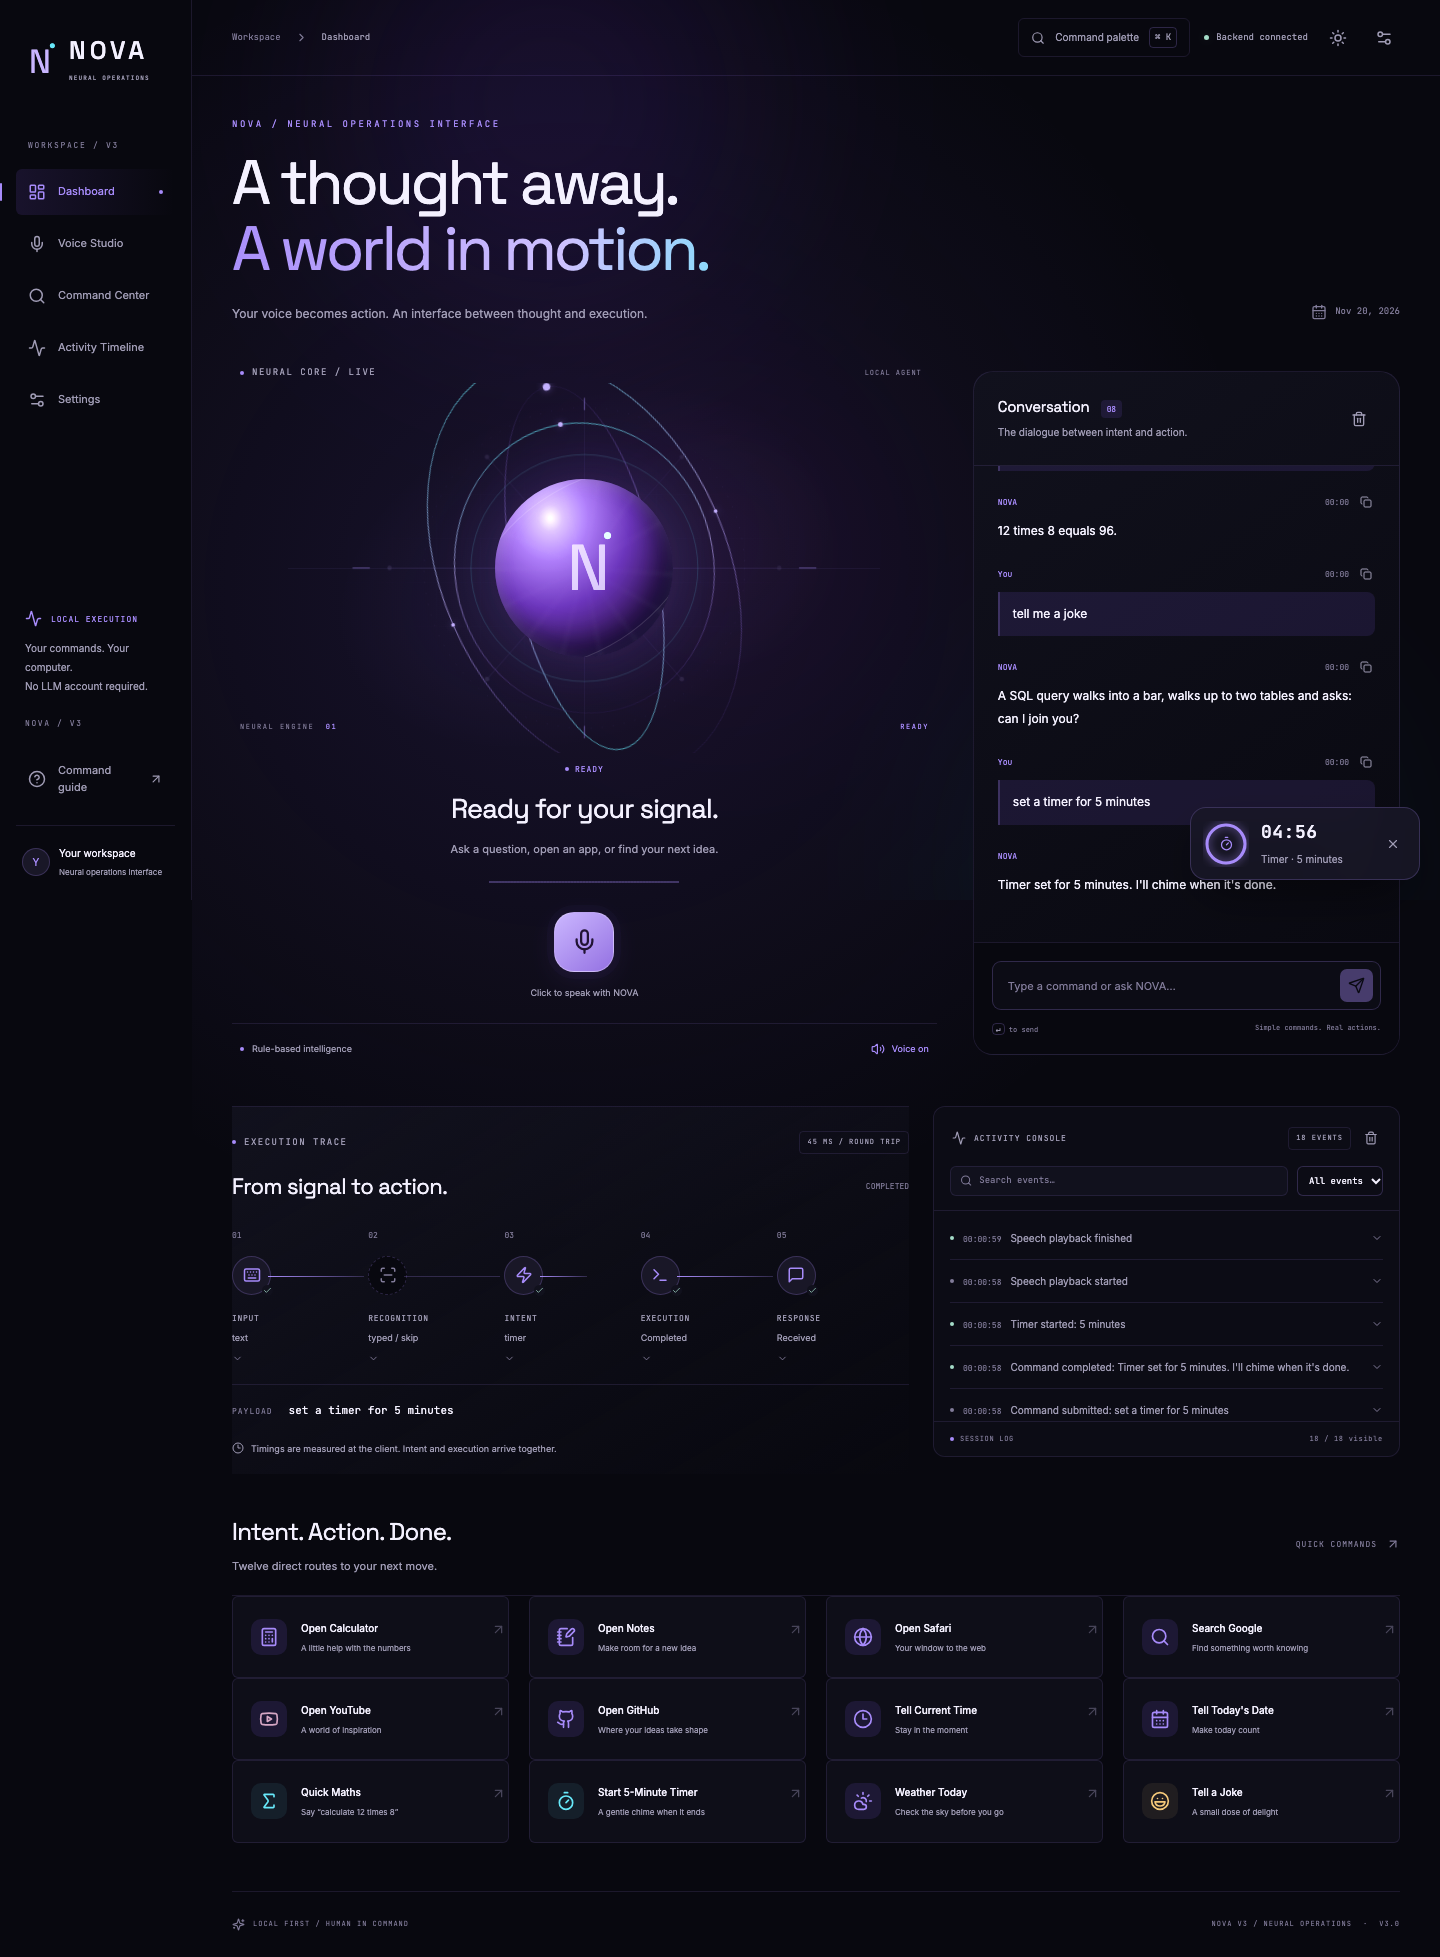 NOVA
NEURAL OPERATIONS
WORKSPACE / V3
Dashboard
Voice Studio
Command Center
Activity Timeline
Settings
LOCAL EXECUTION
Your commands. Your
computer.
No LLM account required.
NOVA / V3
Command
guide
Y
Your workspace
Neural operations interface
Workspace
Dashboard
Command palette ⌘ K
Backend connected
NOVA / NEURAL OPERATIONS INTERFACE
A thought away.
A world in motion.
Your voice becomes action. An interface between thought and execution.
Nov 20, 2026
NEURAL CORE / LIVE
LOCAL AGENT
N
NEURAL ENGINE 01
READY
READY
Ready for your signal.
Ask a question, open an app, or find your next idea.
Click to speak with NOVA
Rule-based intelligence
Voice on
Conversation 08
The dialogue between intent and action.
NOVA 00:00
12 times 8 equals 96.
You 00:00
tell me a joke
NOVA 00:00
A SQL query walks into a bar, walks up to two tables and asks:
can I join you?
You 00:00
set a timer for 5 minutes
NOVA
Timer set for 5 minutes. I'll chime when it's done.
04:56
Timer · 5 minutes
Type a command or ask NOVA...
↵ to send
Simple commands. Real actions.
EXECUTION TRACE
45 MS / ROUND TRIP
From signal to action.
COMPLETED
01 02 03 04 05
INPUT RECOGNITION INTENT EXECUTION RESPONSE
text typed / skip timer Completed Received
PAYLOAD set a timer for 5 minutes
Timings are measured at the client. Intent and execution arrive together.
ACTIVITY CONSOLE
18 EVENTS
Search events…
All events
00:00:59 Speech playback finished
00:00:58 Speech playback started
00:00:58 Timer started: 5 minutes
00:00:58 Command completed: Timer set for 5 minutes. I'll chime when it's done.
00:00:58 Command submitted: set a timer for 5 minutes
SESSION LOG
18 / 18 visible
Intent. Action. Done.
Twelve direct routes to your next move.
QUICK COMMANDS
Open Calculator
A little help with the numbers
Open Notes
Make room for a new idea
Open Safari
Your window to the web
Search Google
Find something worth knowing
Open YouTube
A world of inspiration
Open GitHub
Where your ideas take shape
Tell Current Time
Stay in the moment
Tell Today's Date
Make today count
Quick Maths
Say "calculate 12 times 8"
Start 5-Minute Timer
A gentle chime when it ends
Weather Today
Check the sky before you go
Tell a Joke
A small dose of delight
LOCAL FIRST / HUMAN IN COMMAND
NOVA V3 / NEURAL OPERATIONS · V3.0